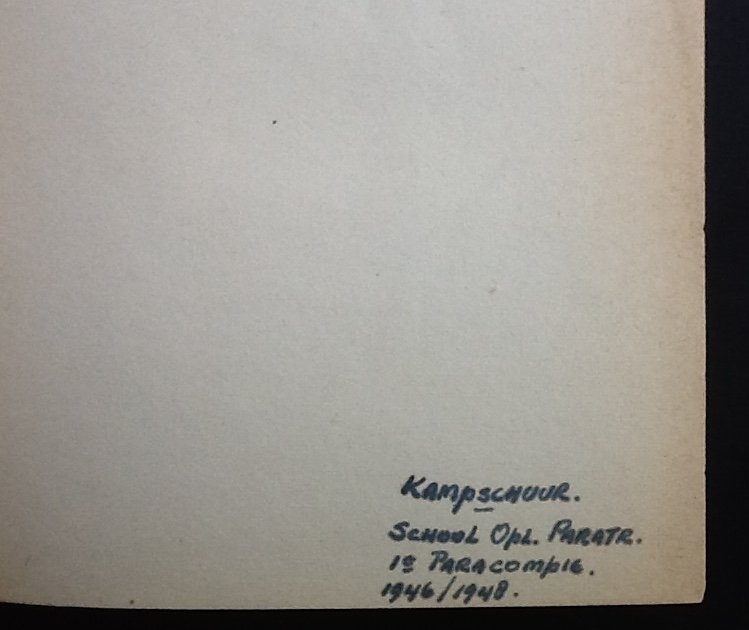 Kampschuur.
School Opl. Paratr.
1e Paracompie.
1946/1948.